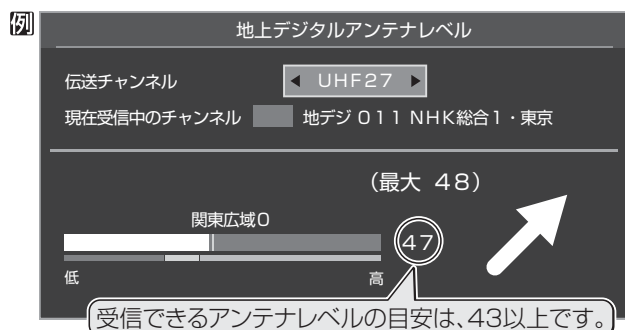 例
地上デジタルアンテナレベル
伝送チャンネル ◀ UHF27 ▶
現在受信中のチャンネル 地デジ 011 NHK総合1・東京
(最大 48)
関東広域0
47
低 高
受信できるアンテナレベルの目安は、43以上です。